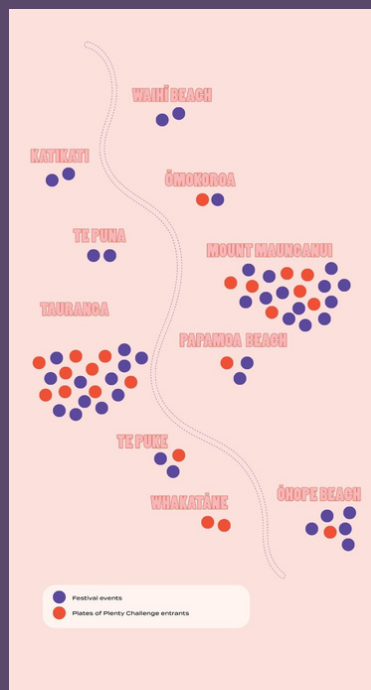 WAIHĪ BEACH
KATIKATI
ŌMOKOROA
TE PUNA
MOUNT MAUNGANUI
TAURANGA
PAPAMOA BEACH
TE PUKE
WHAKATĀNE
ŌHOPE BEACH
Festival events
Plates of Plenty Challenge entrants